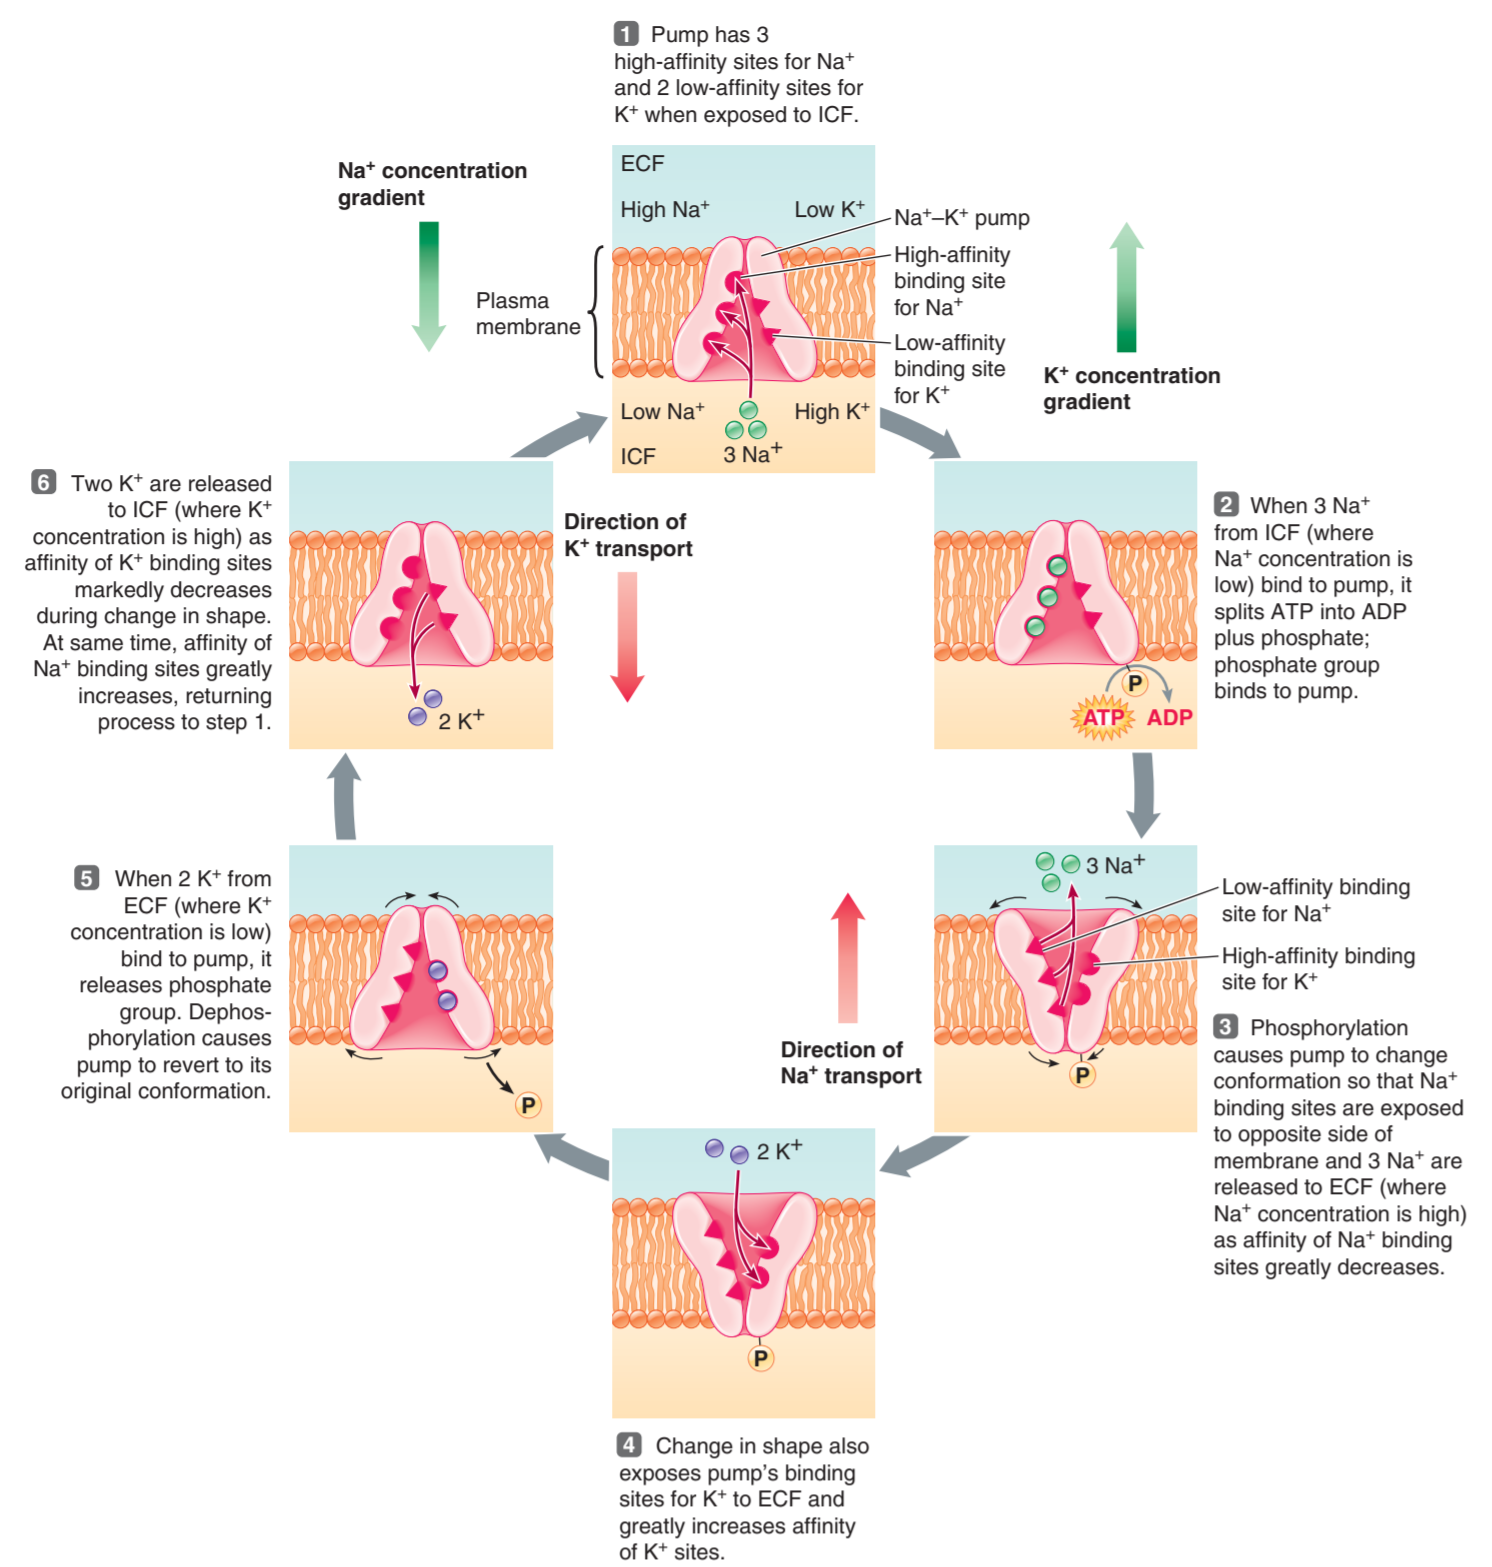 1 Pump has 3
high-affinity sites for Na+
and 2 low-affinity sites for
K+ when exposed to ICF.
Na+ concentration
gradient
ECF
High Na+
Low K+
Na+–K+ pump
High-affinity
binding site
for Na+
Plasma
membrane
Low-affinity
binding site
for K+
K+ concentration
gradient
Low Na+
High K+
ICF
3 Na+
6 Two K+ are released
to ICF (where K+
concentration is high) as
affinity of K+ binding sites
markedly decreases
during change in shape.
At same time, affinity of
Na+ binding sites greatly
increases, returning
process to step 1.
2 K+
Direction of
K+ transport
2 When 3 Na+
from ICF (where
Na+ concentration is
low) bind to pump, it
splits ATP into ADP
plus phosphate;
phosphate group
binds to pump.
P
ATP
ADP
5 When 2 K+ from
ECF (where K+
concentration is low)
bind to pump, it
releases phosphate
group. Dephos-
phorylation causes
pump to revert to its
original conformation.
P
3 Na+
Low-affinity binding
site for Na+
High-affinity binding
site for K+
P
Direction of
Na+ transport
3 Phosphorylation
causes pump to change
conformation so that Na+
binding sites are exposed
to opposite side of
membrane and 3 Na+ are
released to ECF (where
Na+ concentration is high)
as affinity of Na+ binding
sites greatly decreases.
2 K+
P
4 Change in shape also
exposes pump's binding
sites for K+ to ECF and
greatly increases affinity
of K+ sites.